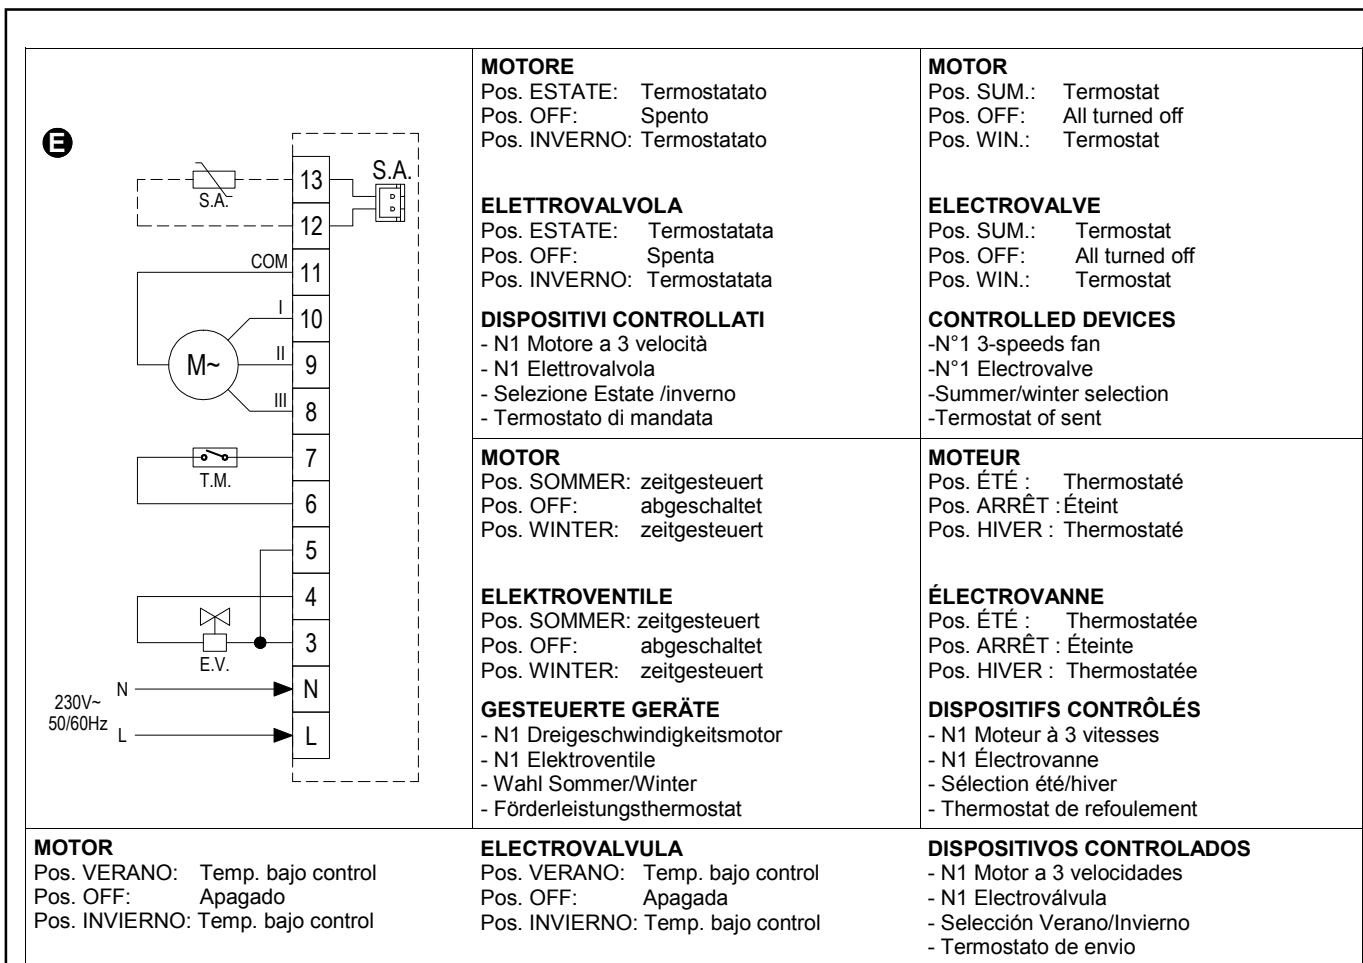 E
S.A.
13
S.A.
12
COM
11
I
10
M~
II
9
III
8
7
T.M.
6
5
4
3
E.V.
N
N
230V~
50/60Hz
L
L
MOTORE
Pos. ESTATE: Termostatato
Pos. OFF: Spento
Pos. INVERNO: Termostatato
ELETTROVALVOLA
Pos. ESTATE: Termostatata
Pos. OFF: Spenta
Pos. INVERNO: Termostatata
DISPOSITIVI CONTROLLATI
- N1 Motore a 3 velocità
- N1 Elettrovalvola
- Selezione Estate /inverno
- Termostato di mandata
MOTOR
Pos. SUM.: Termostat
Pos. OFF: All turned off
Pos. WIN.: Termostat
ELECTROVALVE
Pos. SUM.: Termostat
Pos. OFF: All turned off
Pos. WIN.: Termostat
CONTROLLED DEVICES
-N°1 3-speeds fan
-N°1 Electrovalve
-Summer/winter selection
-Termostat of sent
MOTOR
Pos. SOMMER: zeitgesteuert
Pos. OFF: abgeschaltet
Pos. WINTER: zeitgesteuert
ELEKTROVENTILE
Pos. SOMMER: zeitgesteuert
Pos. OFF: abgeschaltet
Pos. WINTER: zeitgesteuert
GESTEUERTE GERÄTE
- N1 Dreigeschwindigkeitsmotor
- N1 Elektroventile
- Wahl Sommer/Winter
- Förderleistungsthermostat
MOTEUR
Pos. ÉTÉ : Thermostaté
Pos. ARRÊT : Éteint
Pos. HIVER : Thermostaté
ÉLECTROVANNE
Pos. ÉTÉ : Thermostatée
Pos. ARRÊT : Éteinte
Pos. HIVER : Thermostatée
DISPOSITIFS CONTRÔLÉS
- N1 Moteur à 3 vitesses
- N1 Électrovanne
- Sélection été/hiver
- Thermostat de refoulement
MOTOR
Pos. VERANO: Temp. bajo control
Pos. OFF: Apagado
Pos. INVIERNO: Temp. bajo control
ELECTROVALVULA
Pos. VERANO: Temp. bajo control
Pos. OFF: Apagada
Pos. INVIERNO: Temp. bajo control
DISPOSITIVOS CONTROLADOS
- N1 Motor a 3 velocidades
- N1 Electroválvula
- Selección Verano/Invierno
- Termostato de envio